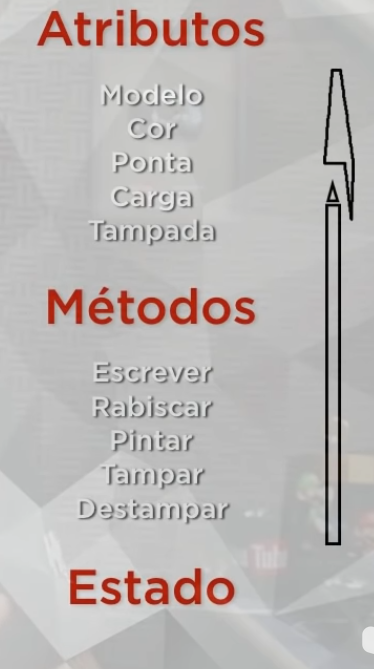 Atributos
Modelo
Cor
Ponta
Carga
Tampada
Métodos
Escrever
Rabiscar
Pintar
Tampar
Destampar
Estado